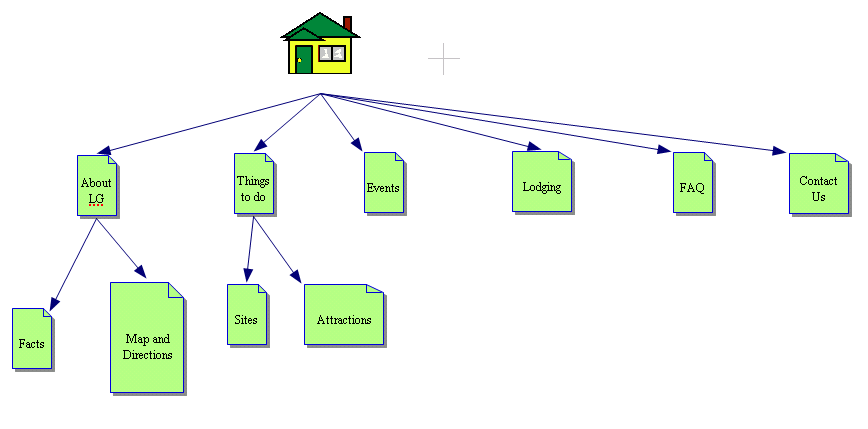 About
LG
Things
to do
Events
Lodging
FAQ
Contact
Us
Facts
Map and
Directions
Sites
Attractions